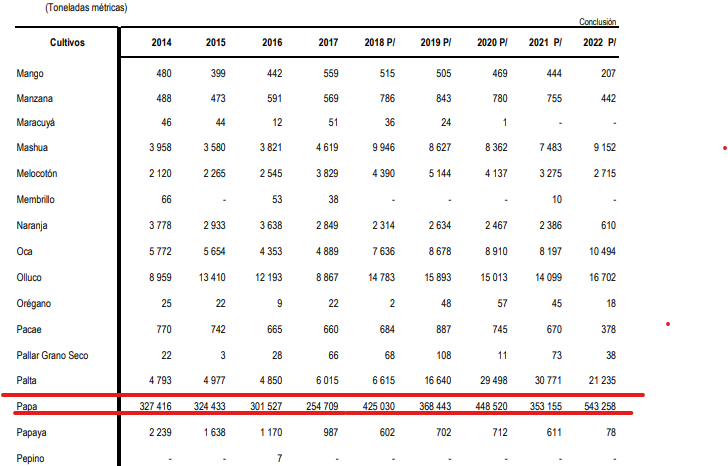 (Toneladas métricas)
Conclusión
Cultivos 2014 2015 2016 2017 2018 P/ 2019 P/ 2020 P/ 2021 P/ 2022 P/
Mango 480 399 442 559 515 505 469 444 207
Manzana 488 473 591 569 786 843 780 755 442
Maracuyá 46 44 12 51 36 24 1 - -
Mashua 3 958 3 580 3 821 4 619 9 946 8 627 8 362 7 483 9 152
Melocotón 2 120 2 265 2 545 3 829 4 390 5 144 4 137 3 275 2 715
Membrillo 66 - 53 38 - - - 10 -
Naranja 3 778 2 933 3 638 2 849 2 314 2 634 2 467 2 386 610
Oca 5 772 5 654 4 353 4 889 7 636 8 678 8 910 8 197 10 494
Olluco 8 959 13 410 12 193 8 867 14 783 15 893 15 013 14 099 16 702
Orégano 25 22 9 22 2 48 57 45 18
Pacae 770 742 665 660 684 887 745 670 378
Pallar Grano Seco 22 3 28 66 68 108 11 73 38
Palta 4 793 4 977 4 850 6 015 6 615 16 640 29 498 30 771 21 235
Papa 327 416 324 433 301 527 254 709 425 030 368 443 448 520 353 155 543 258
Papaya 2 239 1 638 1 170 987 602 702 712 611 78
Pepino - - 7 - - - - - -